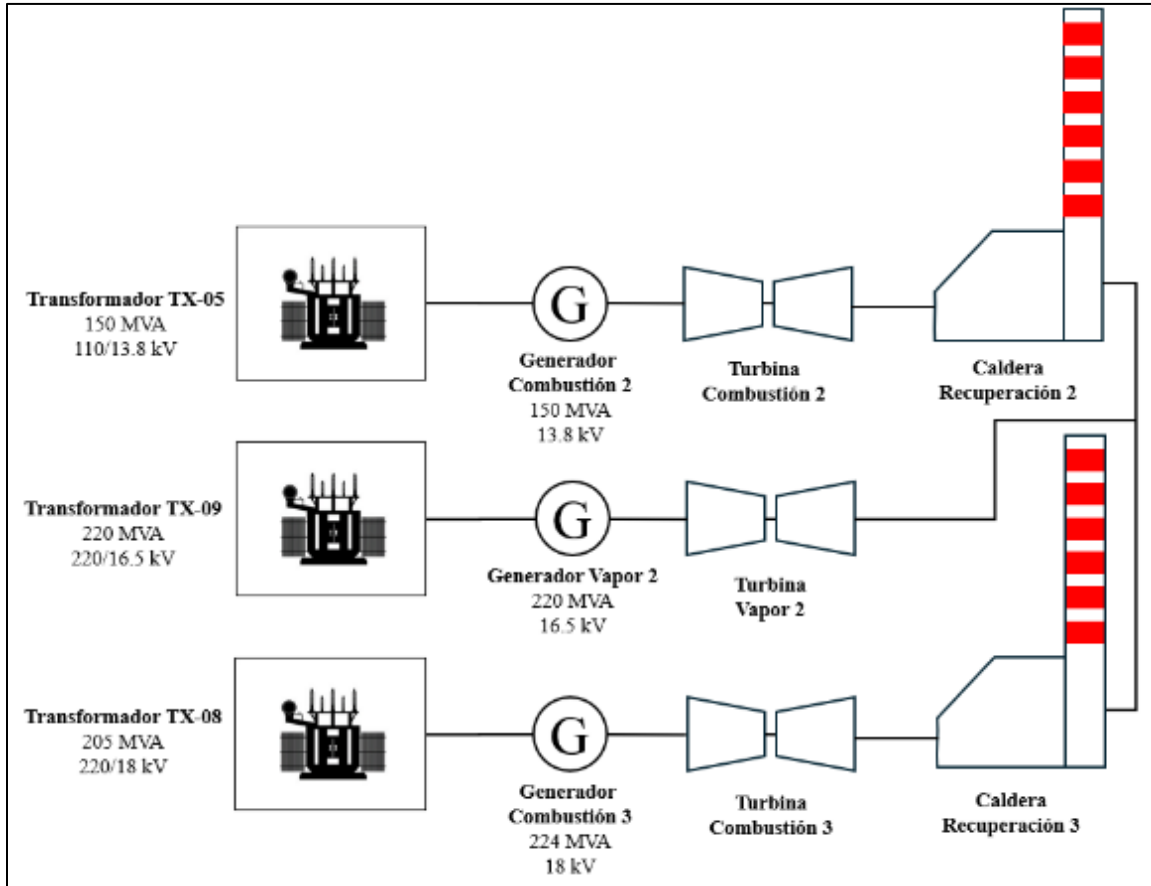 Transformador TX-05
150 MVA
110/13.8 kV
G
Generador
Combustión 2
150 MVA
13.8 kV
Turbina
Combustión 2
Caldera
Recuperación 2
Transformador TX-09
220 MVA
220/16.5 kV
G
Generador Vapor 2
220 MVA
16.5 kV
Turbina
Vapor 2
Transformador TX-08
205 MVA
220/18 kV
G
Generador
Combustión 3
224 MVA
18 kV
Turbina
Combustión 3
Caldera
Recuperación 3